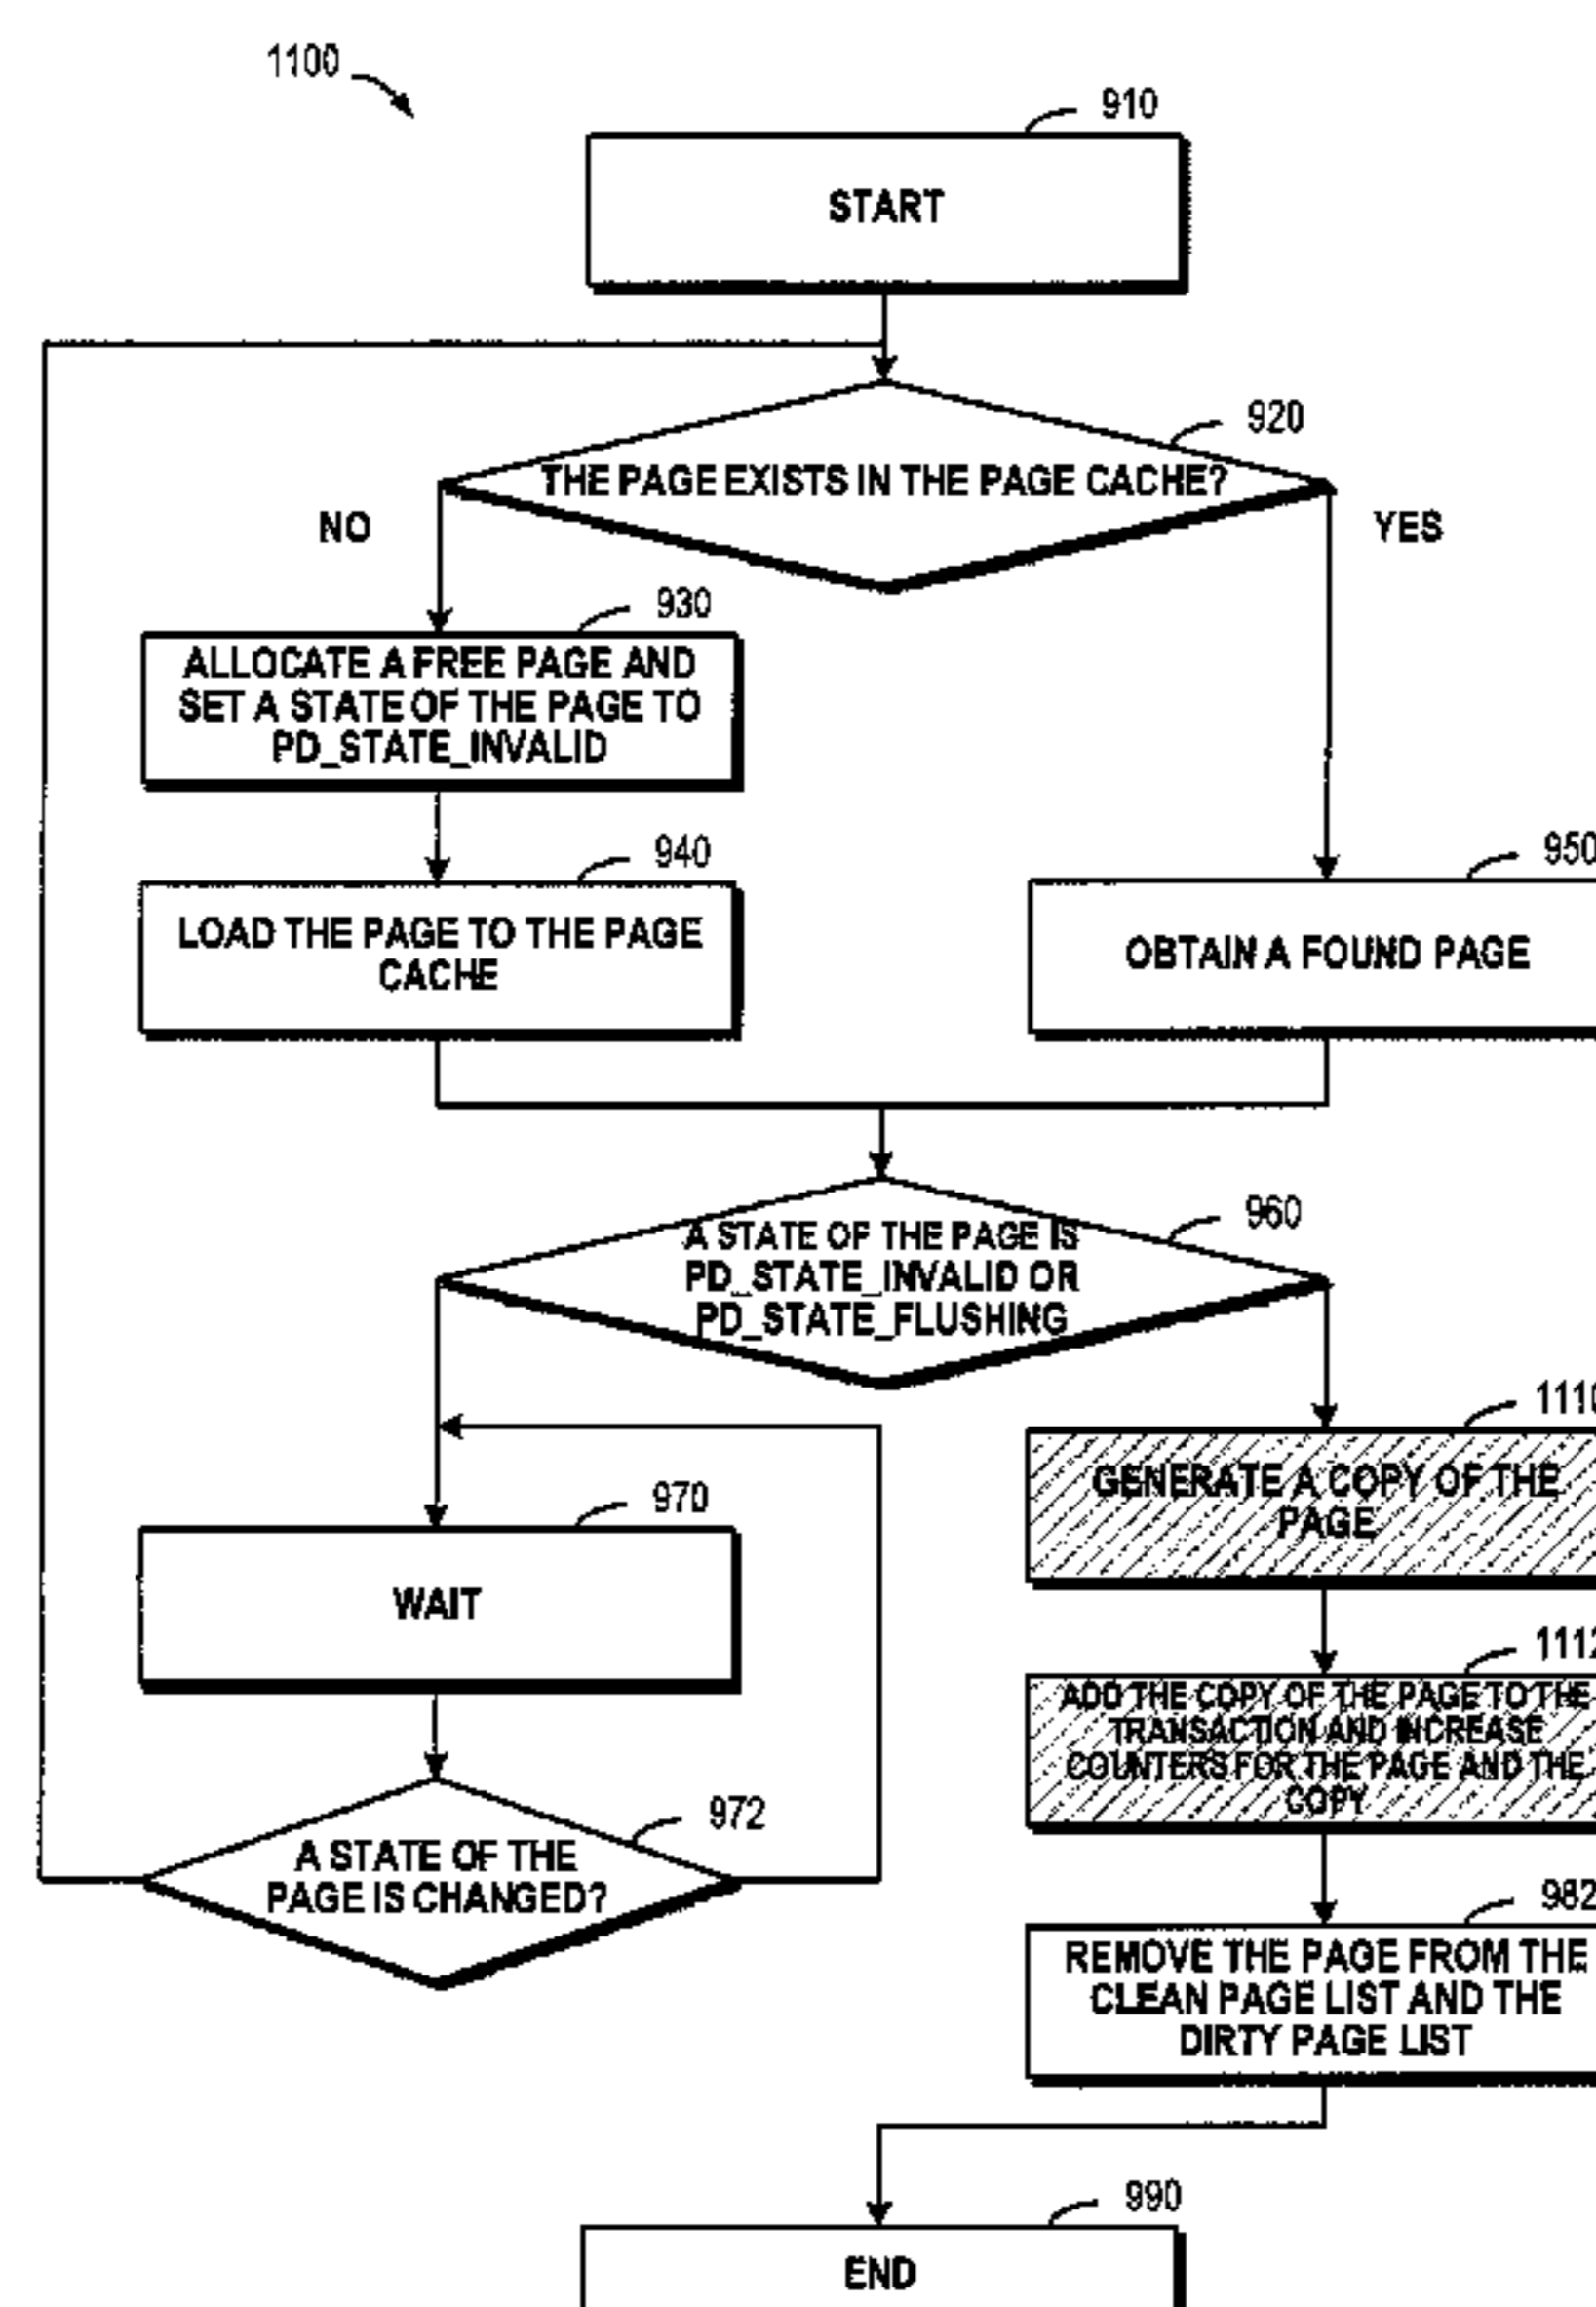 1100
910
START
920
THE PAGE EXISTS IN THE PAGE CACHE?
NO
YES
930
ALLOCATE A FREE PAGE AND
SET A STATE OF THE PAGE TO
PD_STATE_INVALID
940
LOAD THE PAGE TO THE PAGE
CACHE
950
OBTAIN A FOUND PAGE
960
A STATE OF THE PAGE IS
PD_STATE_INVALID OR
PD_STATE_FLUSHING
1110
GENERATE A COPY OF THE
PAGE
970
WAIT
1112
ADD THE COPY OF THE PAGE TO THE
TRANSACTION AND INCREASE
COUNTERS FOR THE PAGE AND THE
COPY
972
A STATE OF THE
PAGE IS CHANGED?
982
REMOVE THE PAGE FROM THE
CLEAN PAGE LIST AND THE
DIRTY PAGE LIST
990
END